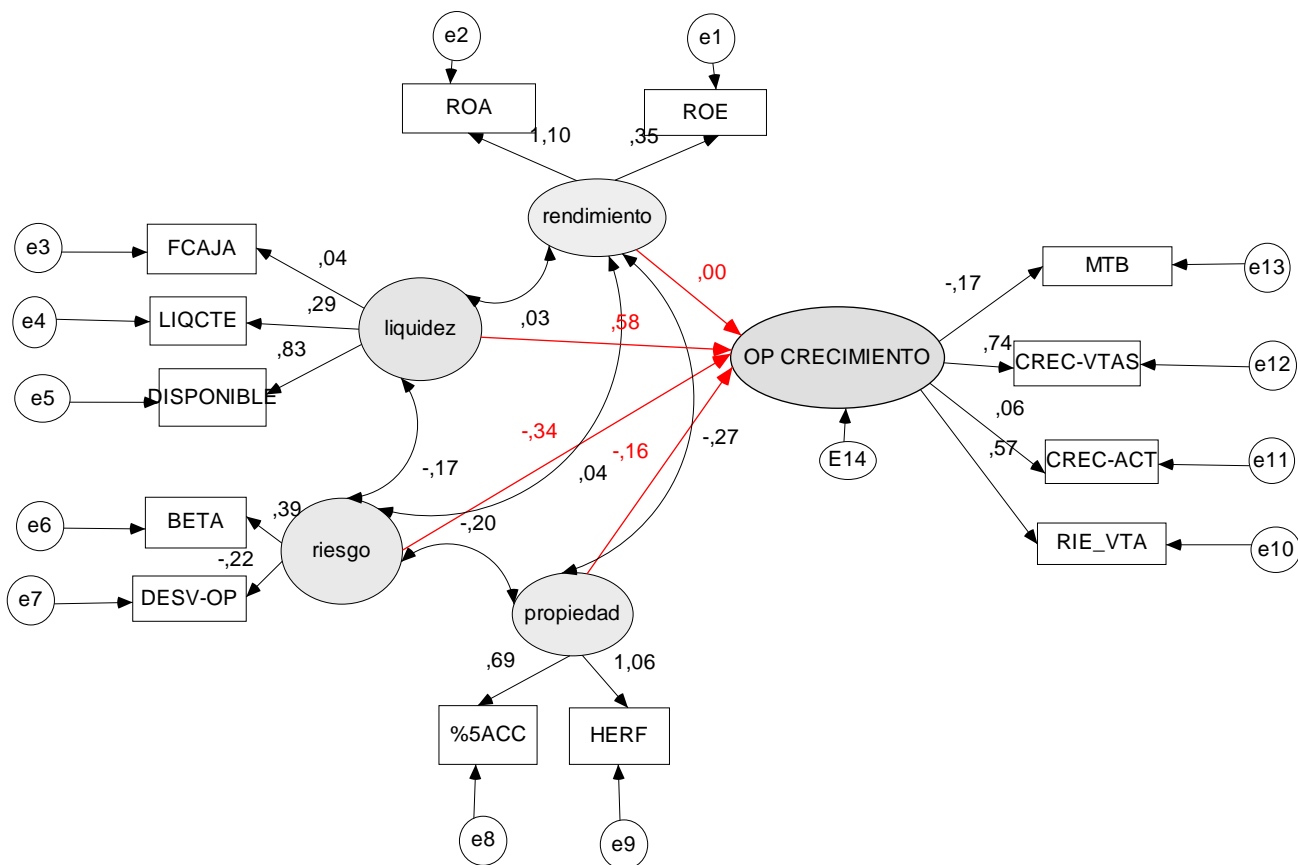 e2
e1
ROA
ROE
1,10
,35
rendimiento
e3
FCAJA
,04
,00
-,17
MTB
e13
e4
LIQCTE
,29
liquidez
,03
,58
OP CRECIMIENTO
,74
CREC-VTAS
e12
e5
DISPONIBLE
,83
-,34
-,16
-,27
,06
,57
CREC-ACT
e11
E14
-,17
,04
e6
BETA
,39
-,20
riesgo
RIE_VTA
e10
-,22
e7
DESV-OP
propiedad
,69
1,06
%5ACC
HERF
e8
e9